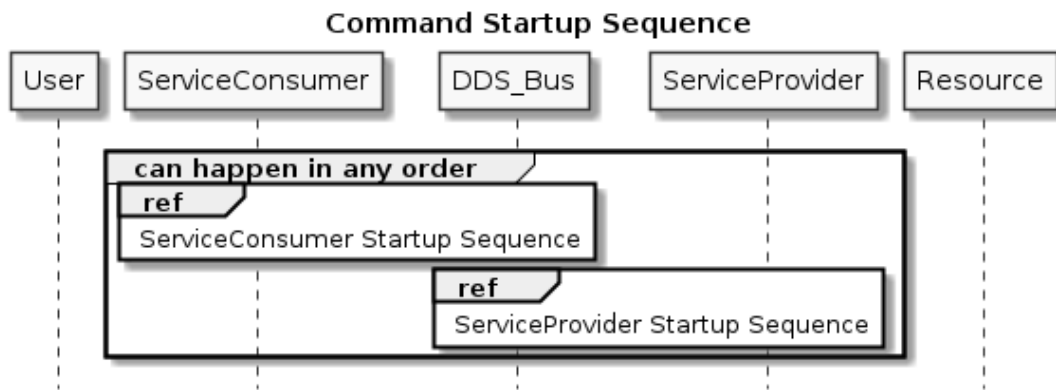 Command Startup Sequence
User ServiceConsumer DDS_Bus ServiceProvider Resource
can happen in any order
ref
ServiceConsumer Startup Sequence
ref
ServiceProvider Startup Sequence